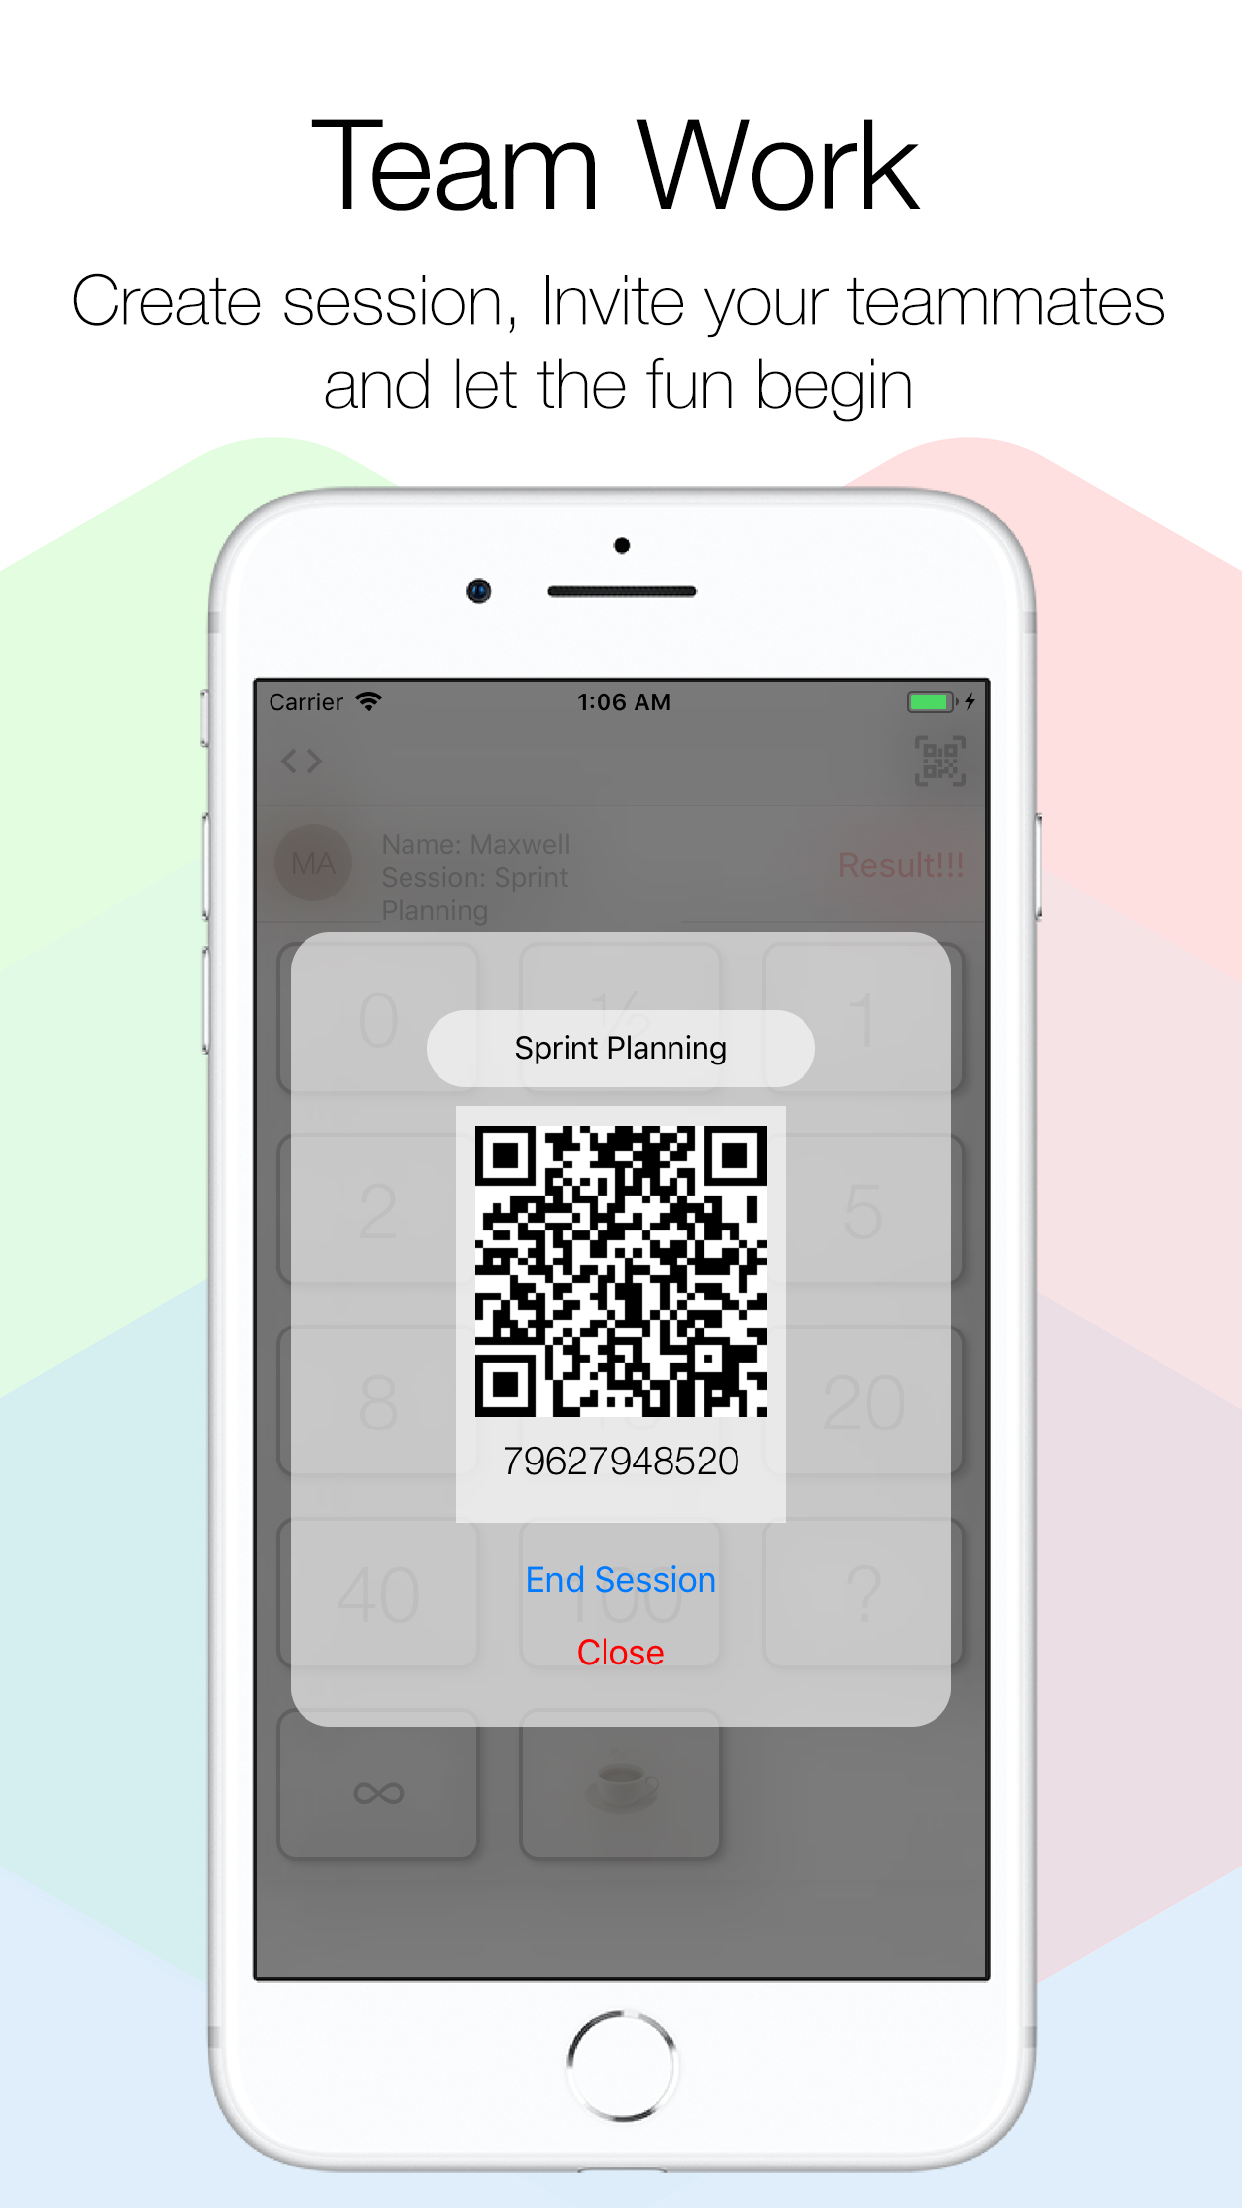 Team Work
Create session, Invite your teammates
and let the fun begin
Carrier
1:06 AM
MA
Name: Maxwell
Session: Sprint
Planning
Result!!!
0
½
1
Sprint Planning
2
5
8
20
79627948520
40
100
?
End Session
Close
∞